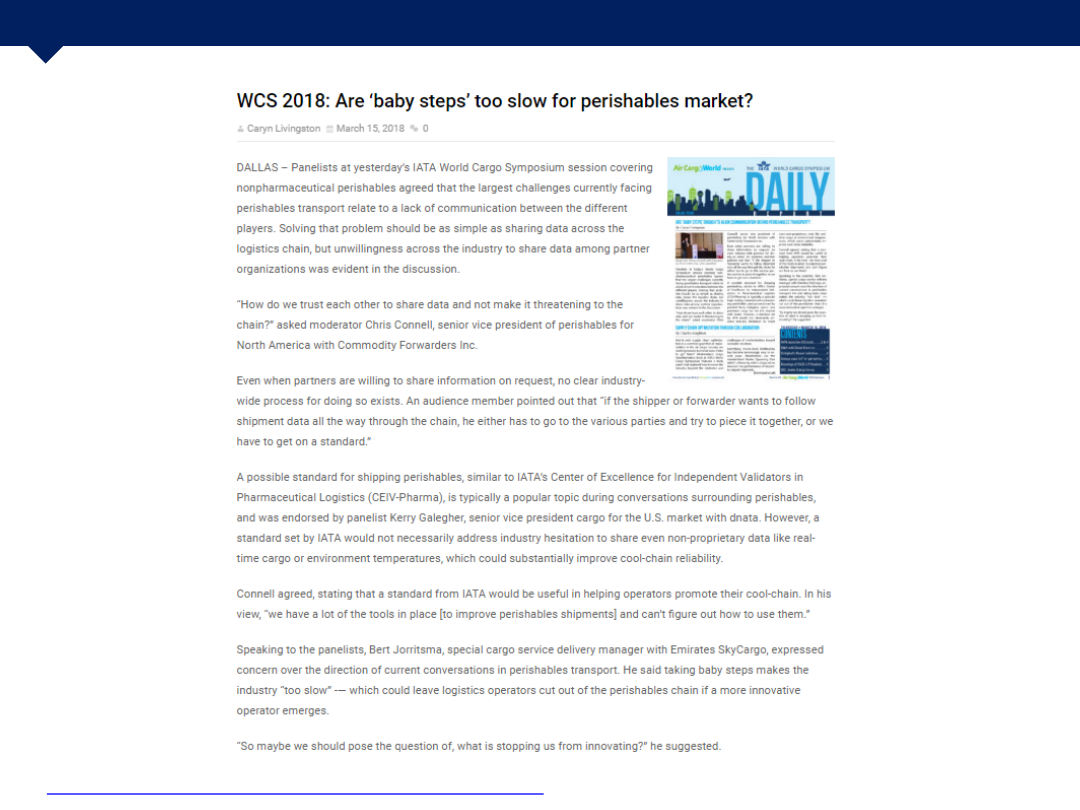 WCS 2018: Are ‘baby steps’ too slow for perishables market?
Caryn Livingston March 15, 2018 0
DALLAS – Panelists at yesterday's IATA World Cargo Symposium session covering
nonpharmaceutical perishables agreed that the largest challenges currently facing
perishables transport relate to a lack of communication between the different
players. Solving that problem should be as simple as sharing data across the
logistics chain, but unwillingness across the industry to share data among partner
organizations was evident in the discussion.
Air CargoWorld
THE IATA WORLD CARGO SYMPOSIUM
DAILY
CONTENTS
“How do we trust each other to share data and not make it threatening to the
chain?” asked moderator Chris Connell, senior vice president of perishables for
North America with Commodity Forwarders Inc.
Even when partners are willing to share information on request, no clear industry-
wide process for doing so exists. An audience member pointed out that “if the shipper or forwarder wants to follow
shipment data all the way through the chain, he either has to go to the various parties and try to piece it together, or we
have to get on a standard.”
A possible standard for shipping perishables, similar to IATA's Center of Excellence for Independent Validators in
Pharmaceutical Logistics (CEIV-Pharma), is typically a popular topic during conversations surrounding perishables,
and was endorsed by panelist Kerry Galegher, senior vice president cargo for the U.S. market with dnata. However, a
standard set by IATA would not necessarily address industry hesitation to share even non-proprietary data like real-
time cargo or environment temperatures, which could substantially improve cool-chain reliability.
Connell agreed, stating that a standard from IATA would be useful in helping operators promote their cool-chain. In his
view, “we have a lot of the tools in place [to improve perishables shipments] and can't figure out how to use them.”
Speaking to the panelists, Bert Jorritsma, special cargo service delivery manager with Emirates SkyCargo, expressed
concern over the direction of current conversations in perishables transport. He said taking baby steps makes the
industry “too slow” -— which could leave logistics operators cut out of the perishables chain if a more innovative
operator emerges.
“So maybe we should pose the question of, what is stopping us from innovating?” he suggested.